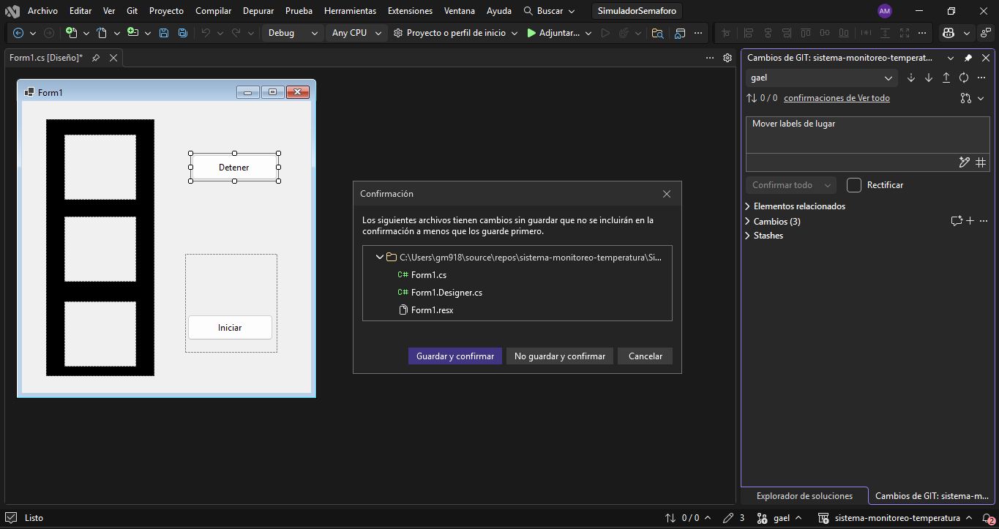 Archivo Editar Ver Git Proyecto Compilar Depurar Prueba Herramientas Extensiones Ventana Ayuda Buscar SimuladorSemaforo AM
Debug Any CPU Proyecto o perfil de inicio Adjuntar...
Form1.cs [Diseño]*
Form1
Detener
Iniciar
Confirmación
Los siguientes archivos tienen cambios sin guardar que no se incluirán en la
confirmación a menos que los guarde primero.
C:\Users\gm918\source\repos\sistema-monitoreo-temperatura\Si...
C# Form1.cs
C# Form1.Designer.cs
Form1.resx
Guardar y confirmar No guardar y confirmar Cancelar
Cambios de GIT: sistema-monitoreo-temperat...
gael
0 / 0 confirmaciones de Ver todo
Mover labels de lugar
Confirmar todo Rectificar
Elementos relacionados
Cambios (3)
Stashes
Explorador de soluciones Cambios de GIT: sistema-m...
Listo 0 / 0 3 gael sistema-monitoreo-temperatura 2